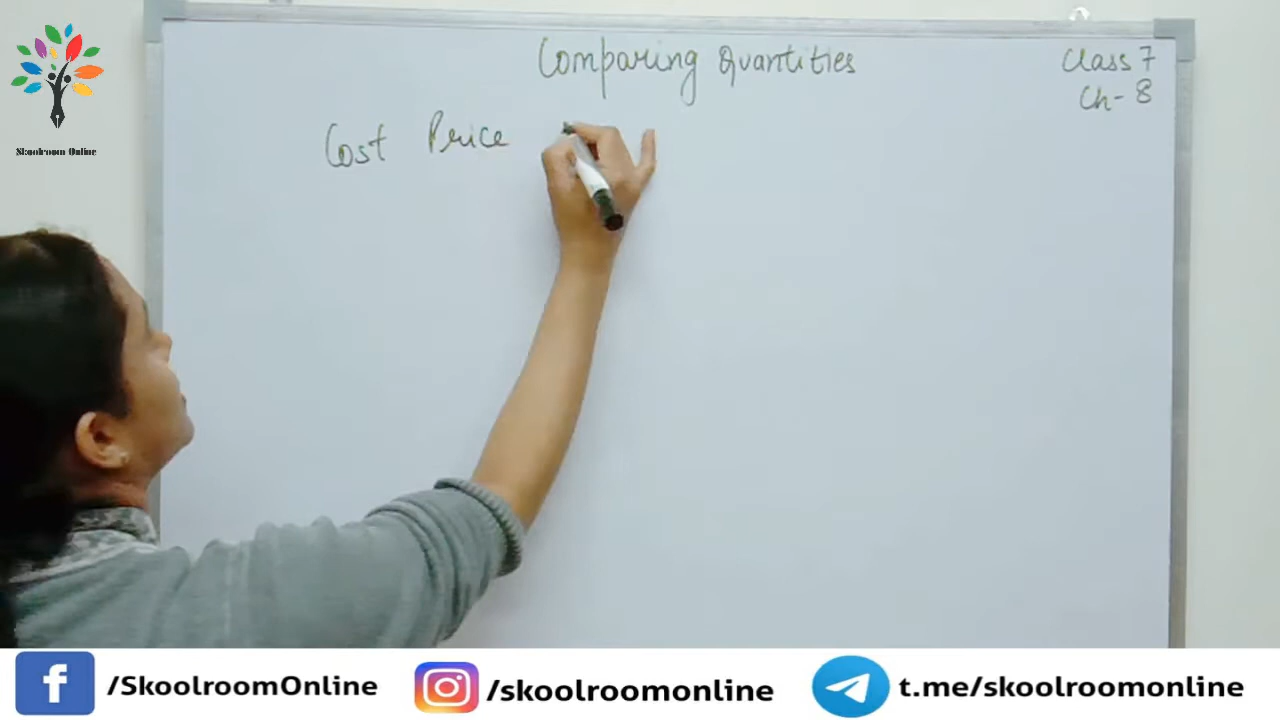 Comparing Quantities
Class 7
Ch- 8
Cost Price
Skoolroom Online
f /SkoolroomOnline
/skoolroomonline
t.me/skoolroomonline